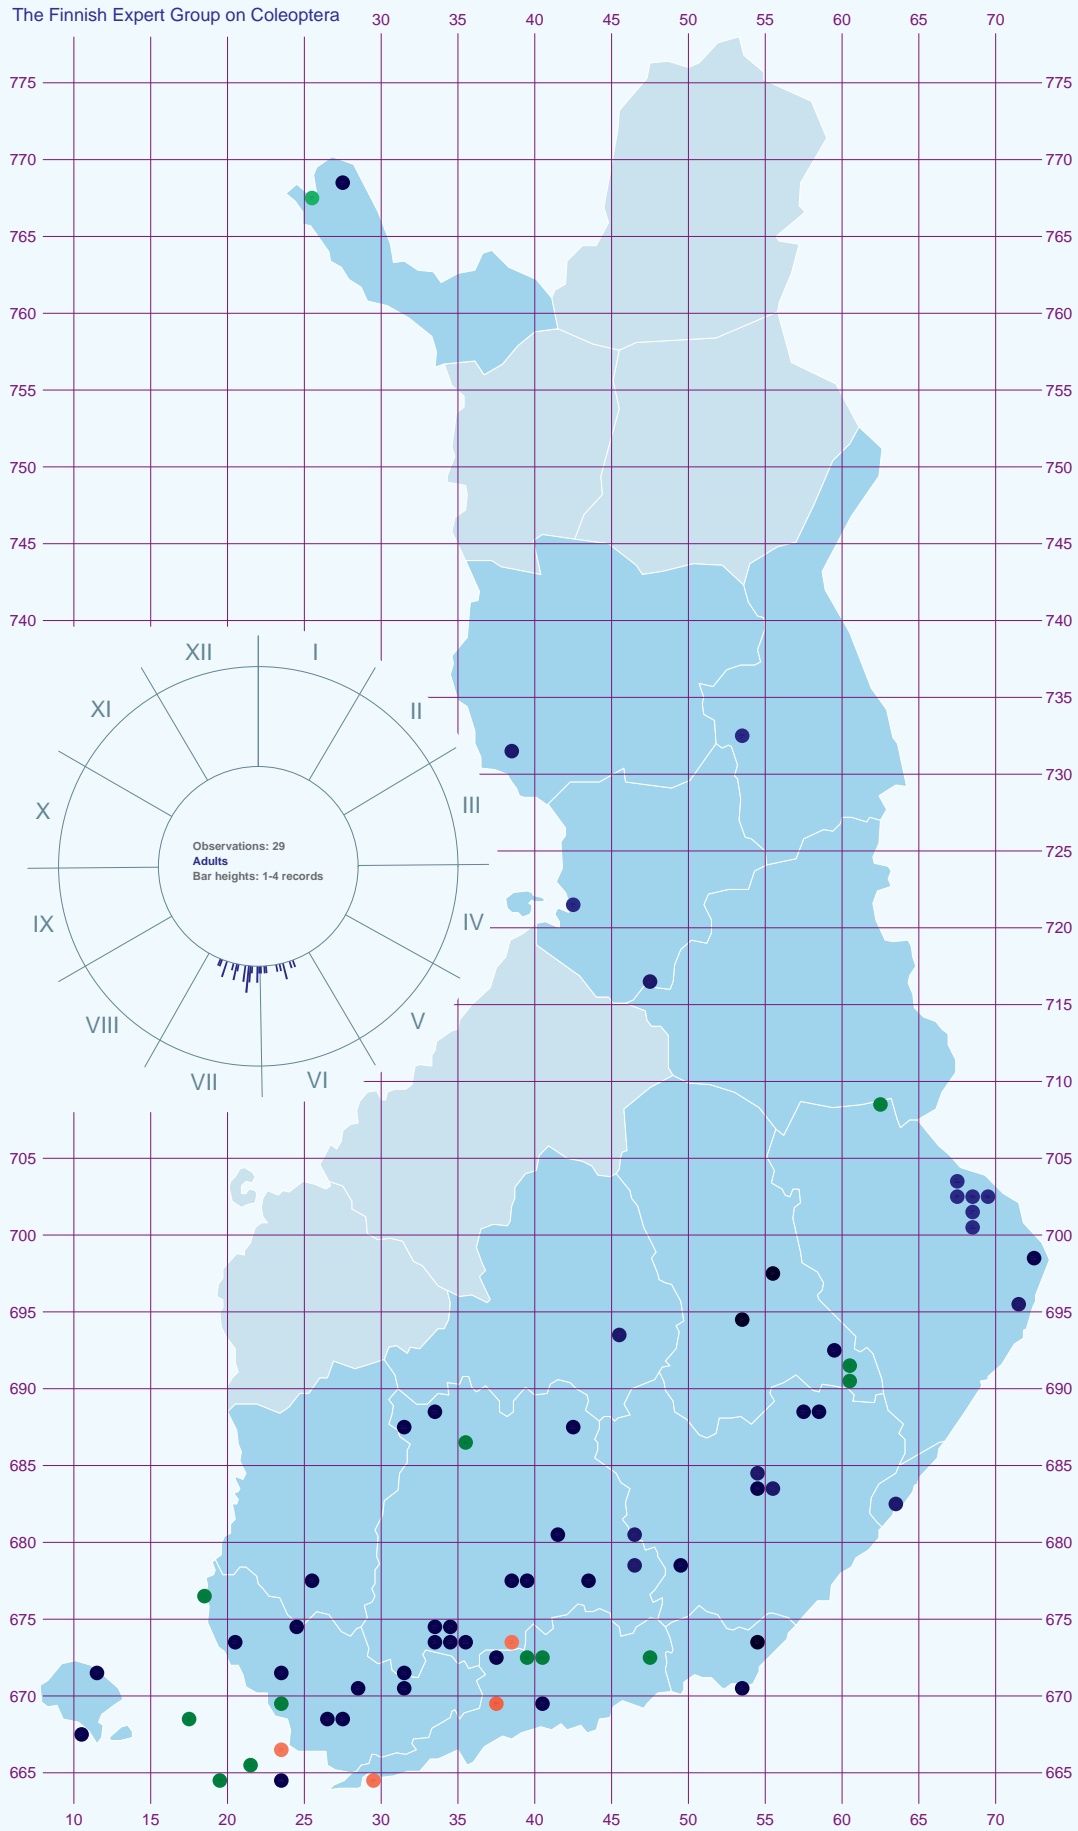 The Finnish Expert Group on Coleoptera
30 35 40 45 50 55 60 65 70
775 775
770 770
765 765
760 760
755 755
750 750
745 745
740 740
XII I
XI II
735
730
X III
Observations: 29
Adults
Bar heights: 1-4 records
725
IX IV
720 720
VIII V
715
VII VI
710
705 705
700 700
695 695
690 690
685 685
680 680
675 675
670 670
665 665
10 15 20 25 30 35 40 45 50 55 60 65 70